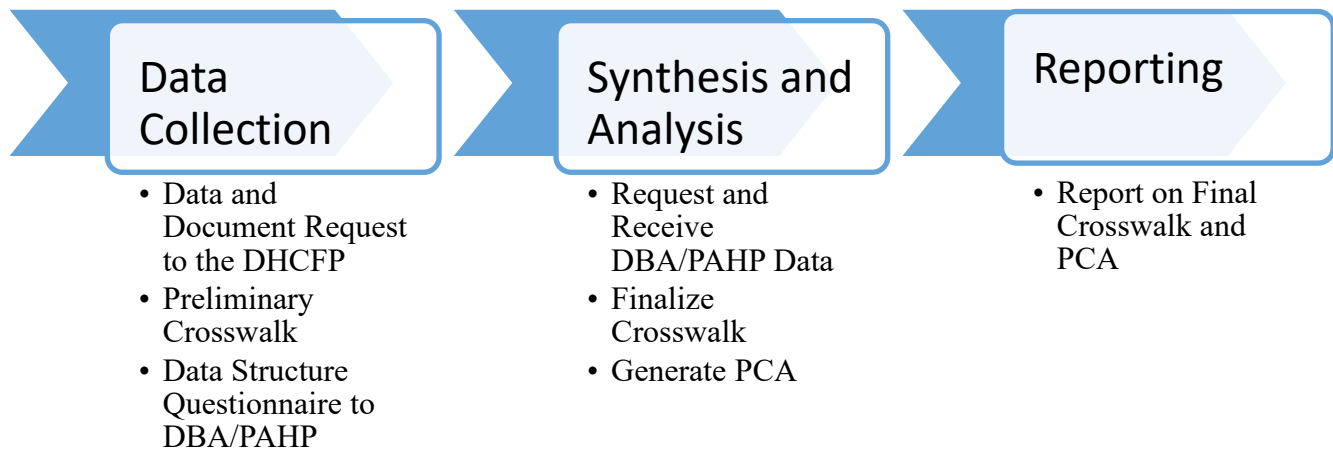 Data
Collection
• Data and
Document Request
to the DHCFP
• Preliminary
Crosswalk
• Data Structure
Questionnaire to
DBA/PAHP
Synthesis and
Analysis
• Request and
Receive
DBA/PAHP Data
• Finalize
Crosswalk
• Generate PCA
Reporting
• Report on Final
Crosswalk and
PCA